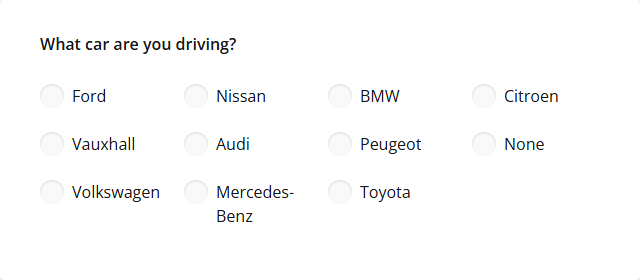 What car are you driving?
Ford
Nissan
BMW
Citroen
Vauxhall
Audi
Peugeot
None
Volkswagen
Mercedes-
Benz
Toyota